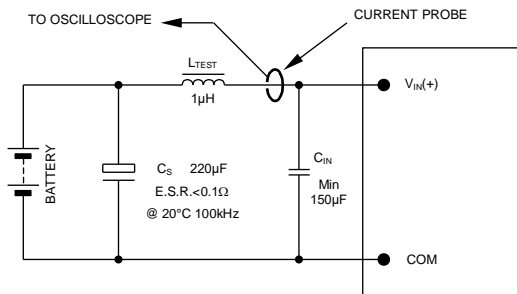 TO OSCILLOSCOPE
CURRENT PROBE
LTEST
1μH
VIN(+)
BATTERY
CS 220μF
E.S.R.<0.1Ω
@ 20°C 100kHz
CIN
Min
150μF
COM